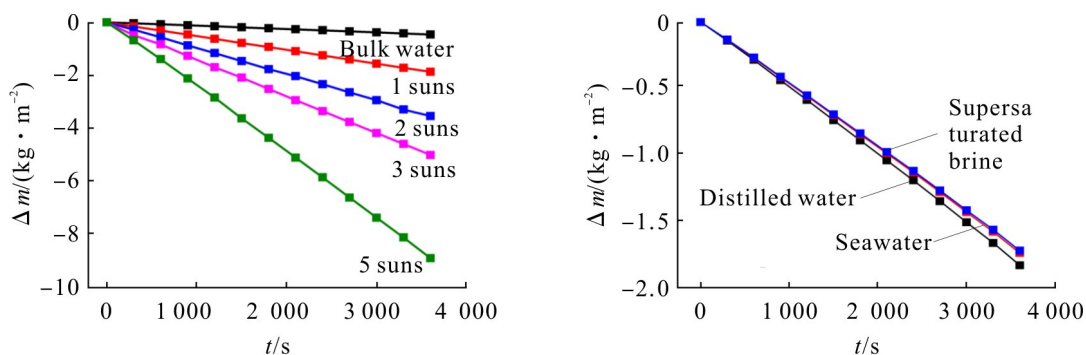 0
−2
−4
−6
−8
−10
Δm/(kg·m⁻²)
Bulk water
1 suns
2 suns
3 suns
5 suns
0 1 000 2 000 3 000 4 000
t/s
0
−0.5
−1.0
−1.5
−2.0
Δm/(kg·m⁻²)
Supersa
turated
brine
Distilled water
Seawater
0 1 000 2 000 3 000 4 000
t/s